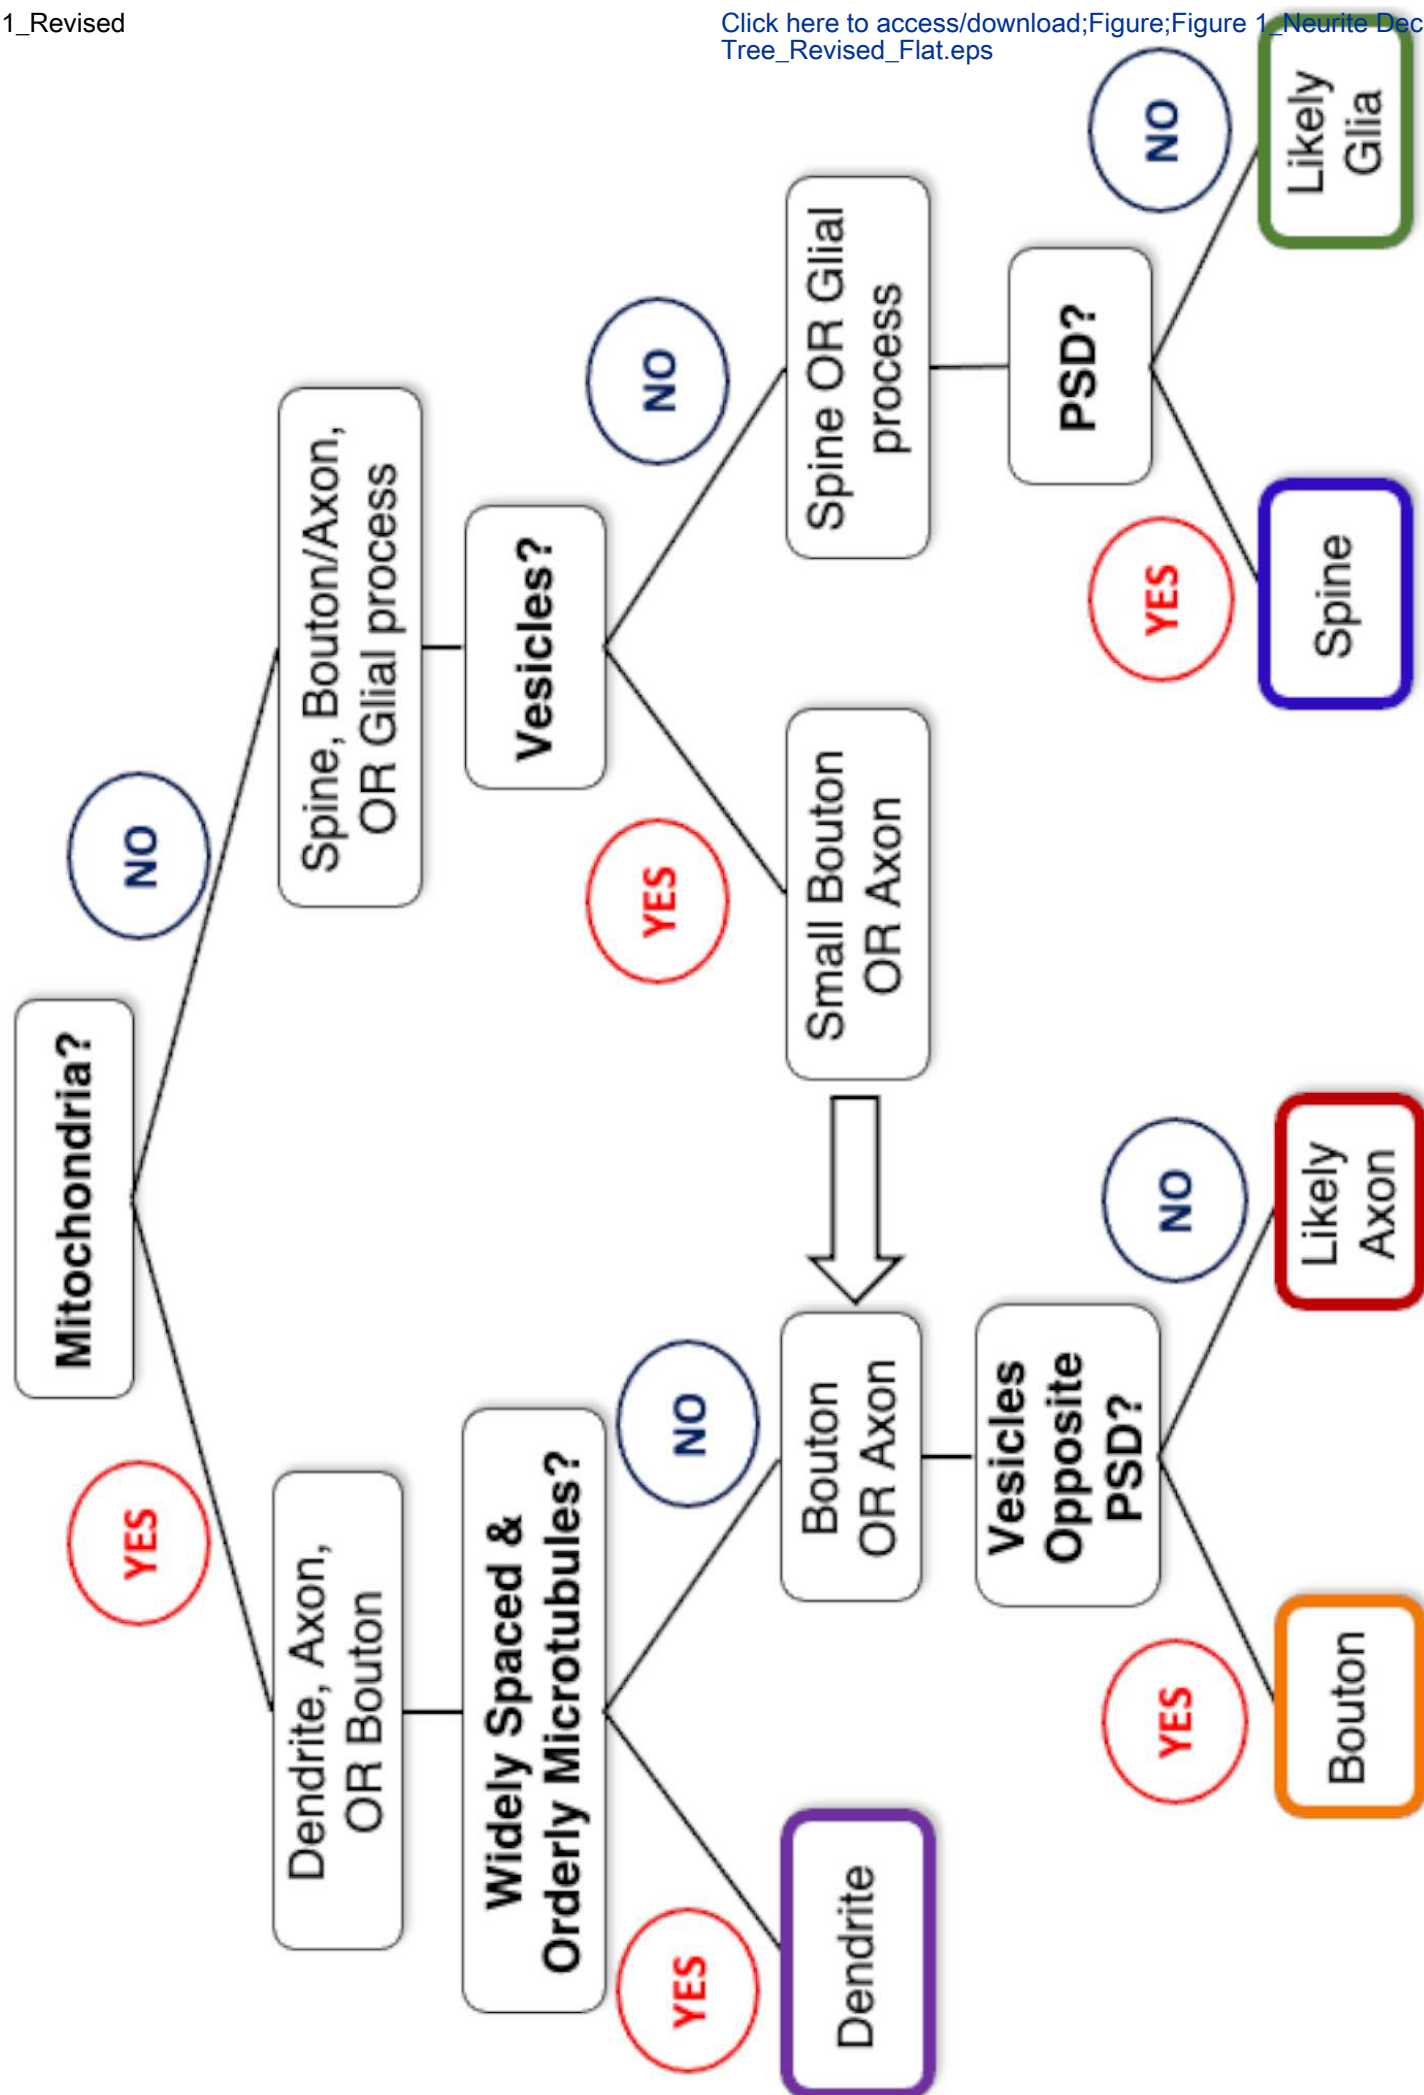 1_Revised
Click here to access/download;Figure;Figure 1_Neurite Dec
Tree_Revised_Flat.eps
Mitochondria?
YES
NO
Dendrite, Axon,
OR Bouton
Spine, Bouton/Axon,
OR Glial process
Widely Spaced &
Orderly Microtubules?
Vesicles?
YES
NO
YES
NO
Dendrite
Bouton
OR Axon
Small Bouton
OR Axon
Spine OR Glial
process
Vesicles
Opposite
PSD?
PSD?
YES
NO
YES
NO
Bouton
Likely
Axon
Spine
Likely
Glia